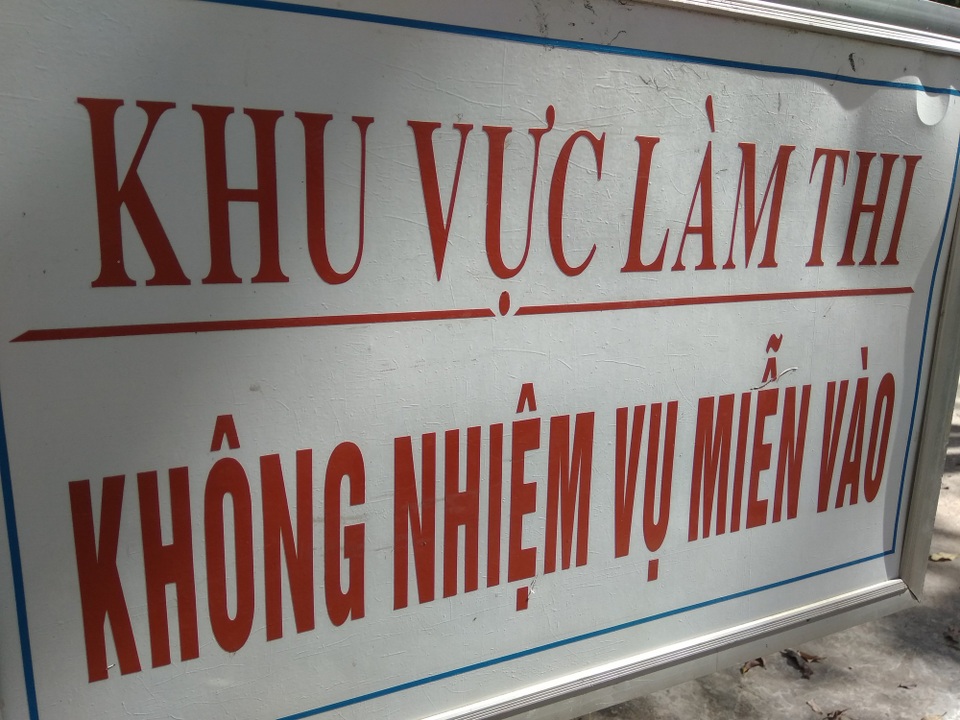 KHU VỰC LÀM THI
KHÔNG NHIỆM VỤ MIỄN VÀO